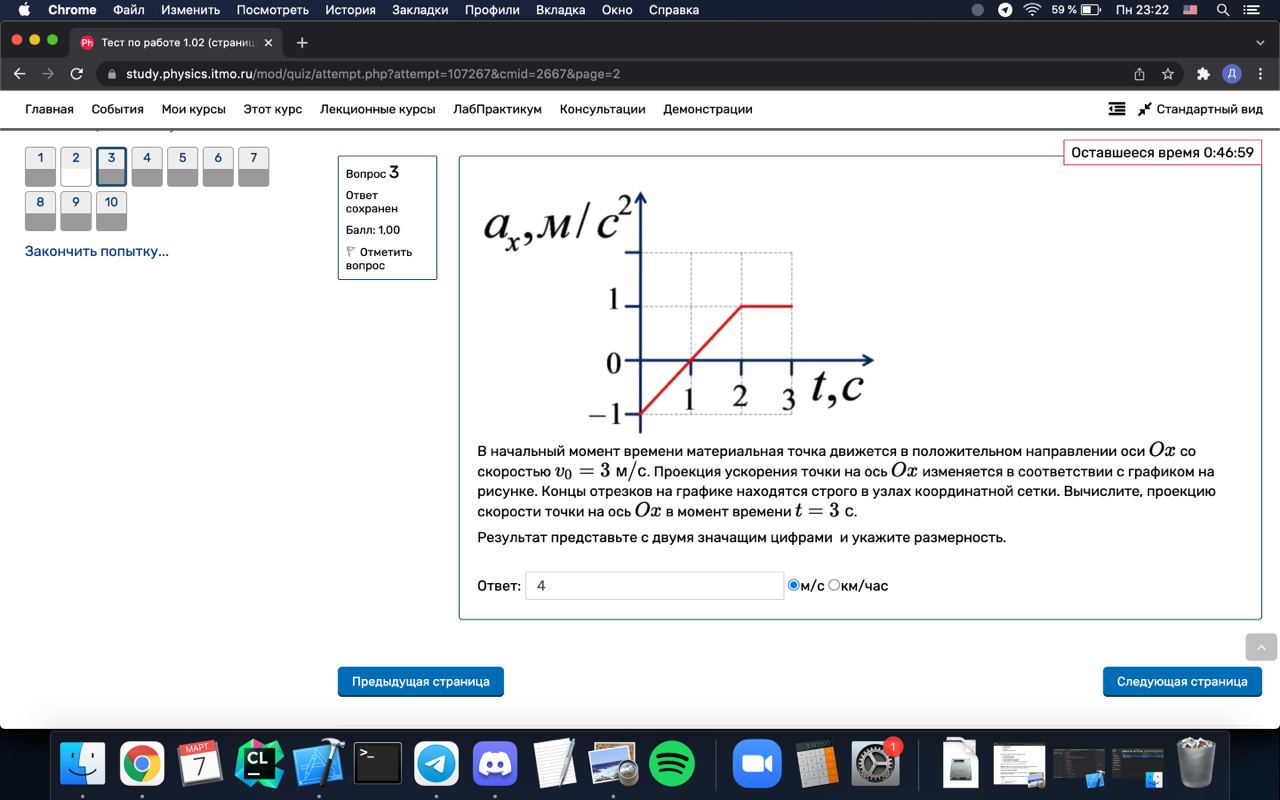 Chrome Файл Изменить Посмотреть История Закладки Профили Вкладка Окно Справка 59 % Пн 23:22
Ph Тест по работе 1.02 (страниц
study.physics.itmo.ru/mod/quiz/attempt.php?attempt=107267&cmid=2667&page=2 Д
Главная События Мои курсы Этот курс Лекционные курсы ЛабПрактикум Консультации Демонстрации Стандартный вид
Оставшееся время 0:46:59
1 2 3 4 5 6 7
8 9 10
Закончить попытку...
Вопрос 3
Ответ
сохранен
Балл: 1,00
Отметить
вопрос
aₓ,м/с²
1
0
−1
1 2 3 t,c
В начальный момент времени материальная точка движется в положительном направлении оси Ox со
скоростью v₀ = 3 м/с. Проекция ускорения точки на ось Ox изменяется в соответствии с графиком на
рисунке. Концы отрезков на графике находятся строго в узлах координатной сетки. Вычислите, проекцию
скорости точки на ось Ox в момент времени t = 3 с.
Результат представьте с двумя значащим цифрами и укажите размерность.
Ответ: 4 м/с км/час
Предыдущая страница Следующая страница
МАРТ
7
CL
>_
1